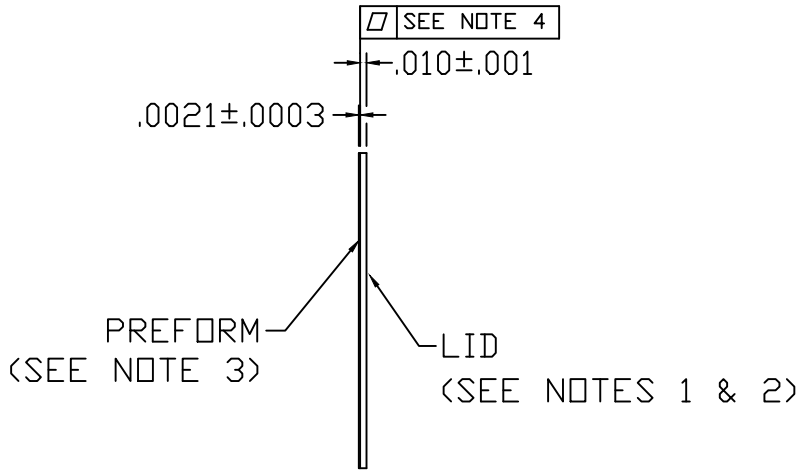 SEE NOTE 4
.010±.001
.0021±.0003
PREFORM
(SEE NOTE 3)
LID
(SEE NOTES 1 & 2)